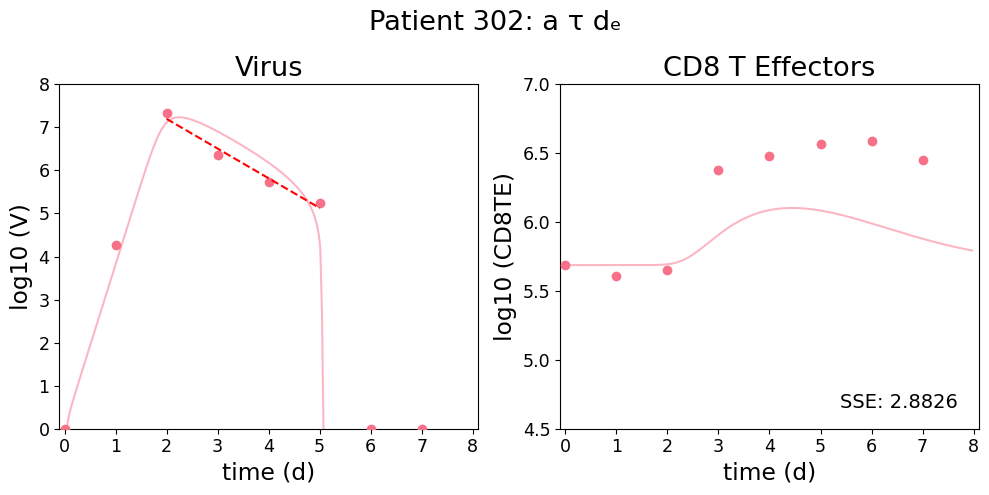 Patient 302: a τ dₑ
Virus
CD8 T Effectors
log10 (V)
8
7
6
5
4
3
2
1
0
0 1 2 3 4 5 6 7 8
time (d)
log10 (CD8TE)
7.0
6.5
6.0
5.5
5.0
4.5
SSE: 2.8826
0 1 2 3 4 5 6 7 8
time (d)